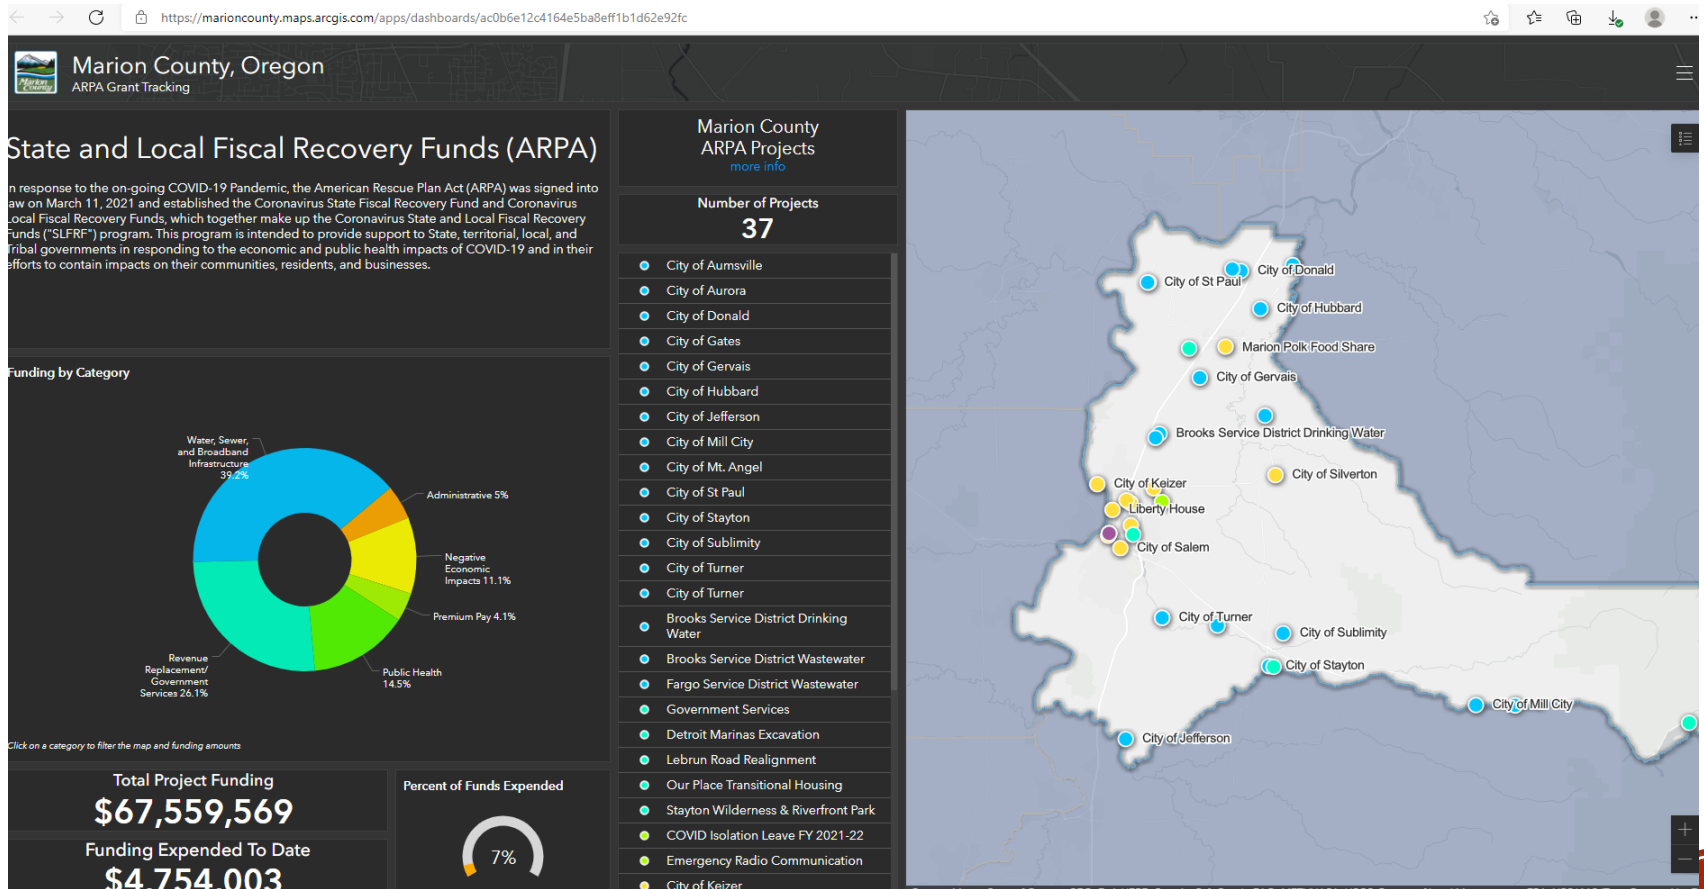 https://marioncounty.maps.arcgis.com/apps/dashboards/ac0b6e12c4164e5ba8eff1b1d62e92fc
Marion County
Marion County, Oregon
ARPA Grant Tracking
State and Local Fiscal Recovery Funds (ARPA)
n response to the on-going COVID-19 Pandemic, the American Rescue Plan Act (ARPA) was signed into
aw on March 11, 2021 and established the Coronavirus State Fiscal Recovery Fund and Coronavirus
Local Fiscal Recovery Funds, which together make up the Coronavirus State and Local Fiscal Recovery
Funds ("SLFRF") program. This program is intended to provide support to State, territorial, local, and
Tribal governments in responding to the economic and public health impacts of COVID-19 and in their
efforts to contain impacts on their communities, residents, and businesses.
Funding by Category
Water, Sewer,
and Broadband
Infrastructure
39.2%
Administrative 5%
Negative
Economic
Impacts 11.1%
Premium Pay 4.1%
Public Health
14.5%
Revenue
Replacement/
Government
Services 26.1%
Click on a category to filter the map and funding amounts
Total Project Funding
$67,559,569
Funding Expended To Date
$4,754,003
Percent of Funds Expended
7%
Marion County
ARPA Projects
more info
Number of Projects
37
City of Aumsville
City of Aurora
City of Donald
City of Gates
City of Gervais
City of Hubbard
City of Jefferson
City of Mill City
City of Mt. Angel
City of St Paul
City of Stayton
City of Sublimity
City of Turner
City of Turner
Brooks Service District Drinking
Water
Brooks Service District Wastewater
Fargo Service District Wastewater
Government Services
Detroit Marinas Excavation
Lebrun Road Realignment
Our Place Transitional Housing
Stayton Wilderness & Riverfront Park
COVID Isolation Leave FY 2021-22
Emergency Radio Communication
City of Keizer
City of Donald
City of St Paul
City of Hubbard
Marion Polk Food Share
City of Gervais
Brooks Service District Drinking Water
City of Silverton
City of Keizer
Liberty House
City of Salem
City of Turner
City of Sublimity
City of Stayton
City of Mill City
City of Jefferson